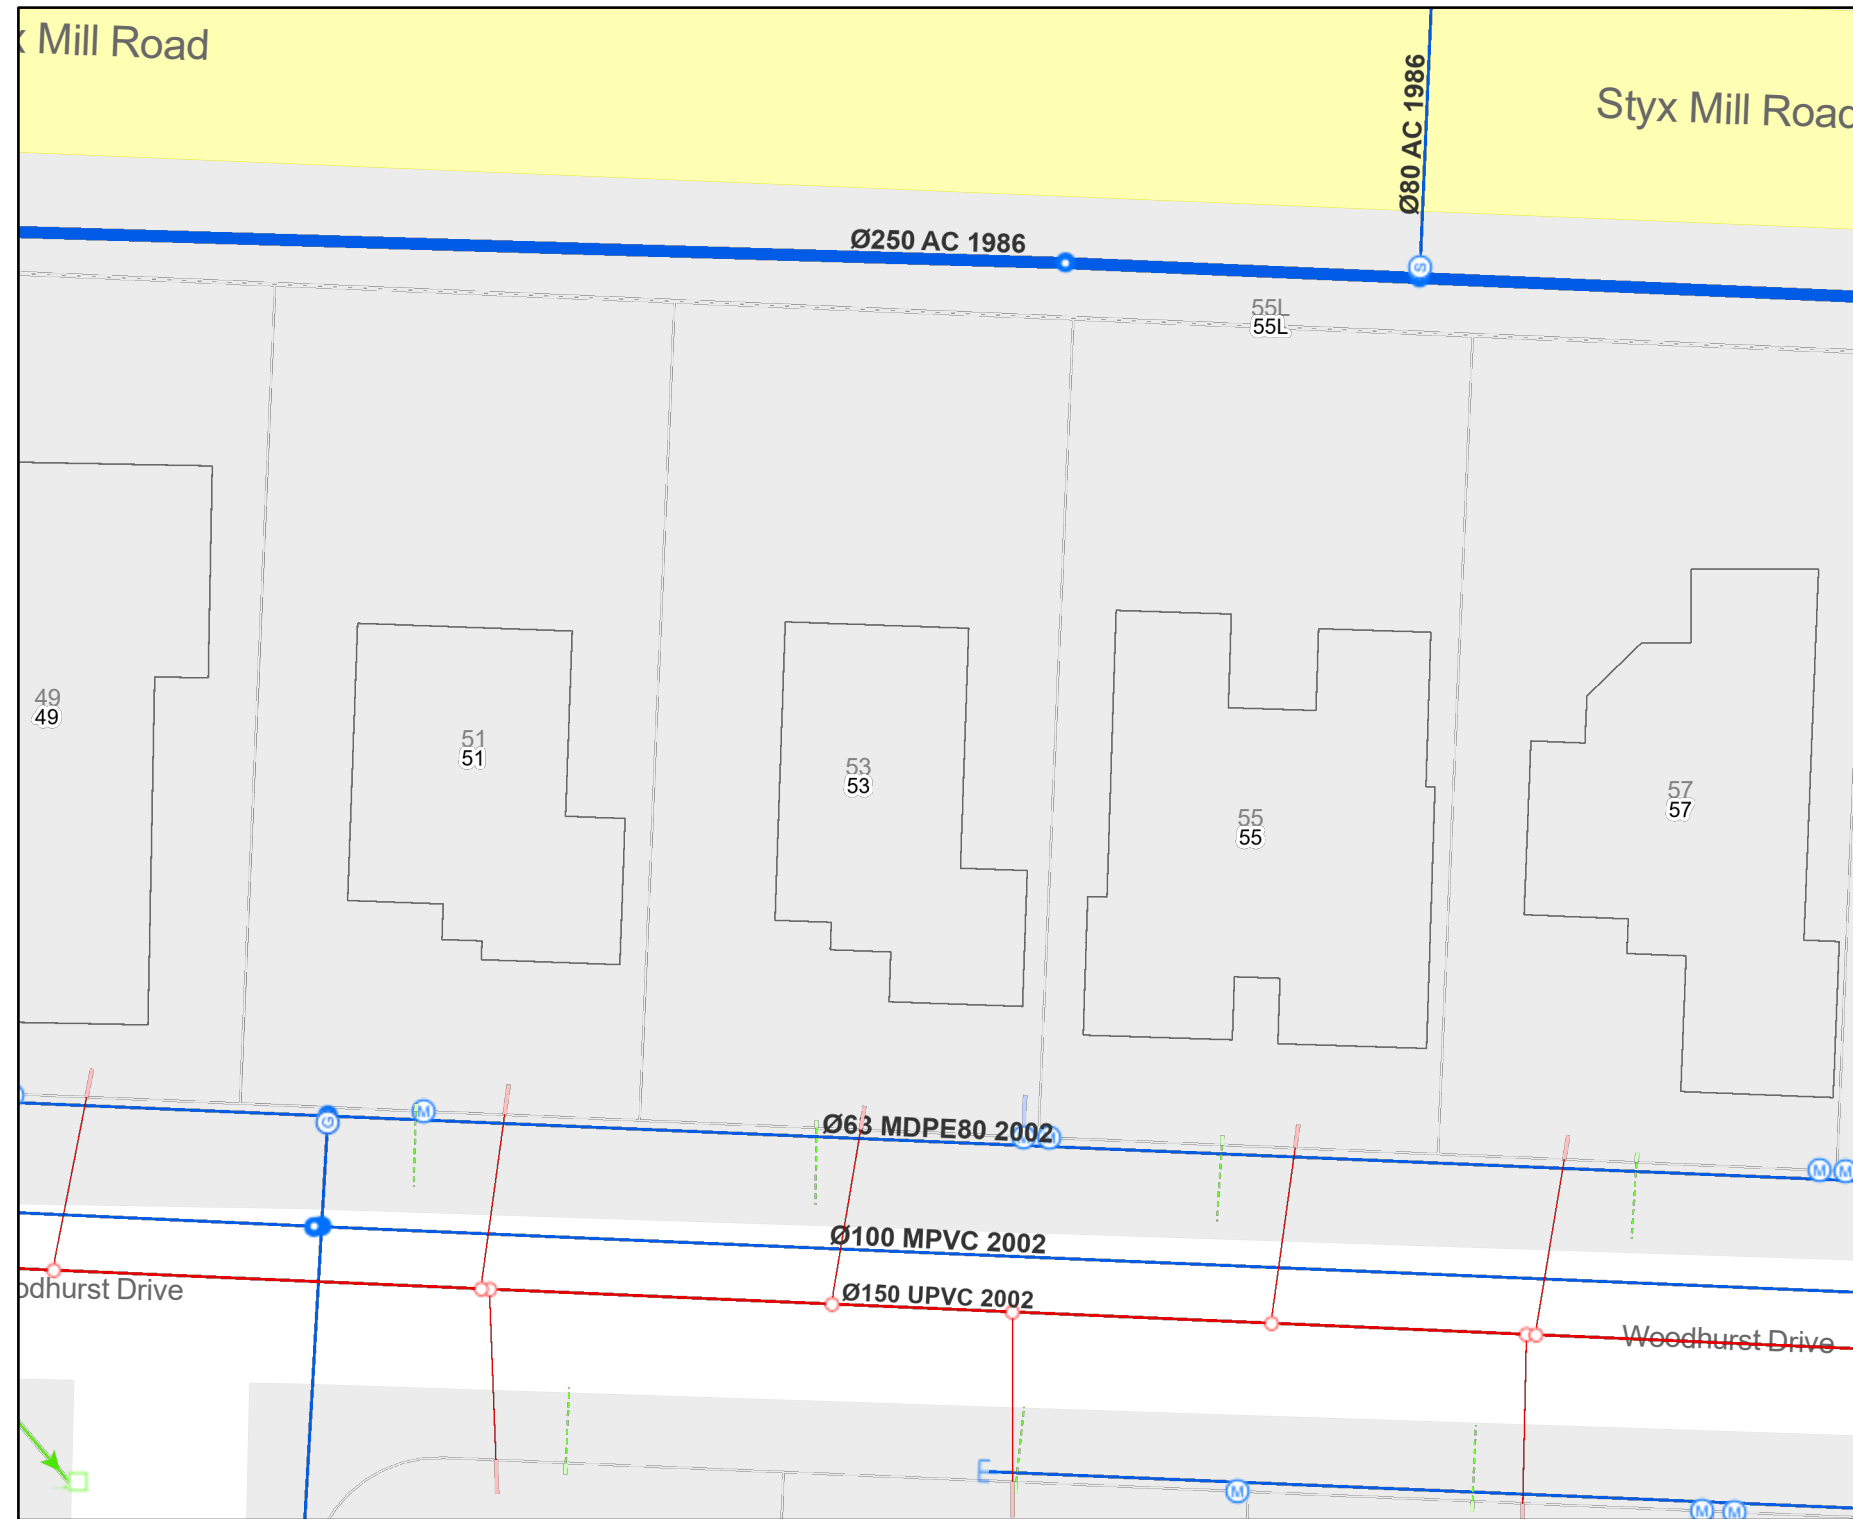 Mill Road
Ø80 AC 1986
Styx Mill Road
Ø250 AC 1986
S
55L
55L
49
49
51
51
53
53
55
55
57
57
G
M
Ø63 MDPE80 2002
M
M
M
Ø100 MPVC 2002
odhurst Drive
Ø150 UPVC 2002
Woodhurst Drive
E
M
M
M